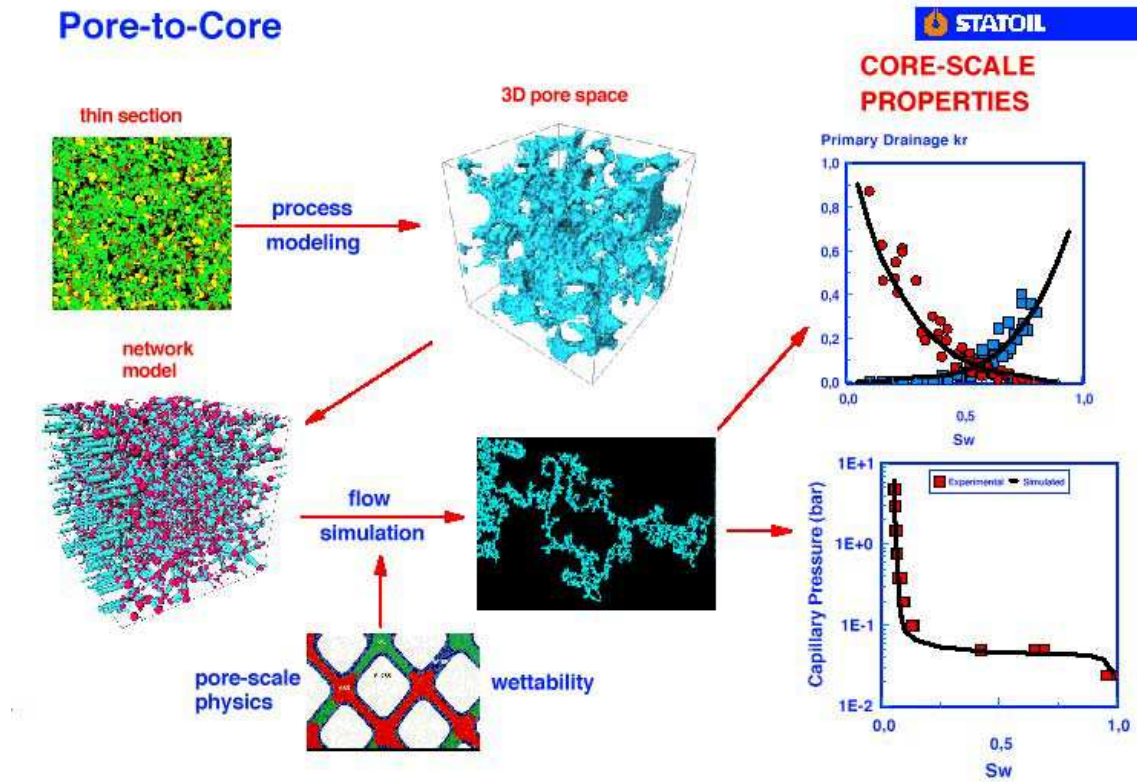 Pore-to-Core
STATOIL
CORE-SCALE
PROPERTIES
thin section
3D pore space
process
modeling
network
model
flow
simulation
pore-scale
physics
wettability
Primary Drainage kr
1,0
0,8
0,6
0,4
0,2
0,0
0,0
1,0
0,5
Sw
Capillary Pressure (bar)
1E+1
1E+0
1E-1
1E-2
Experimental Simulated
0,0
1,0
0,5
Sw